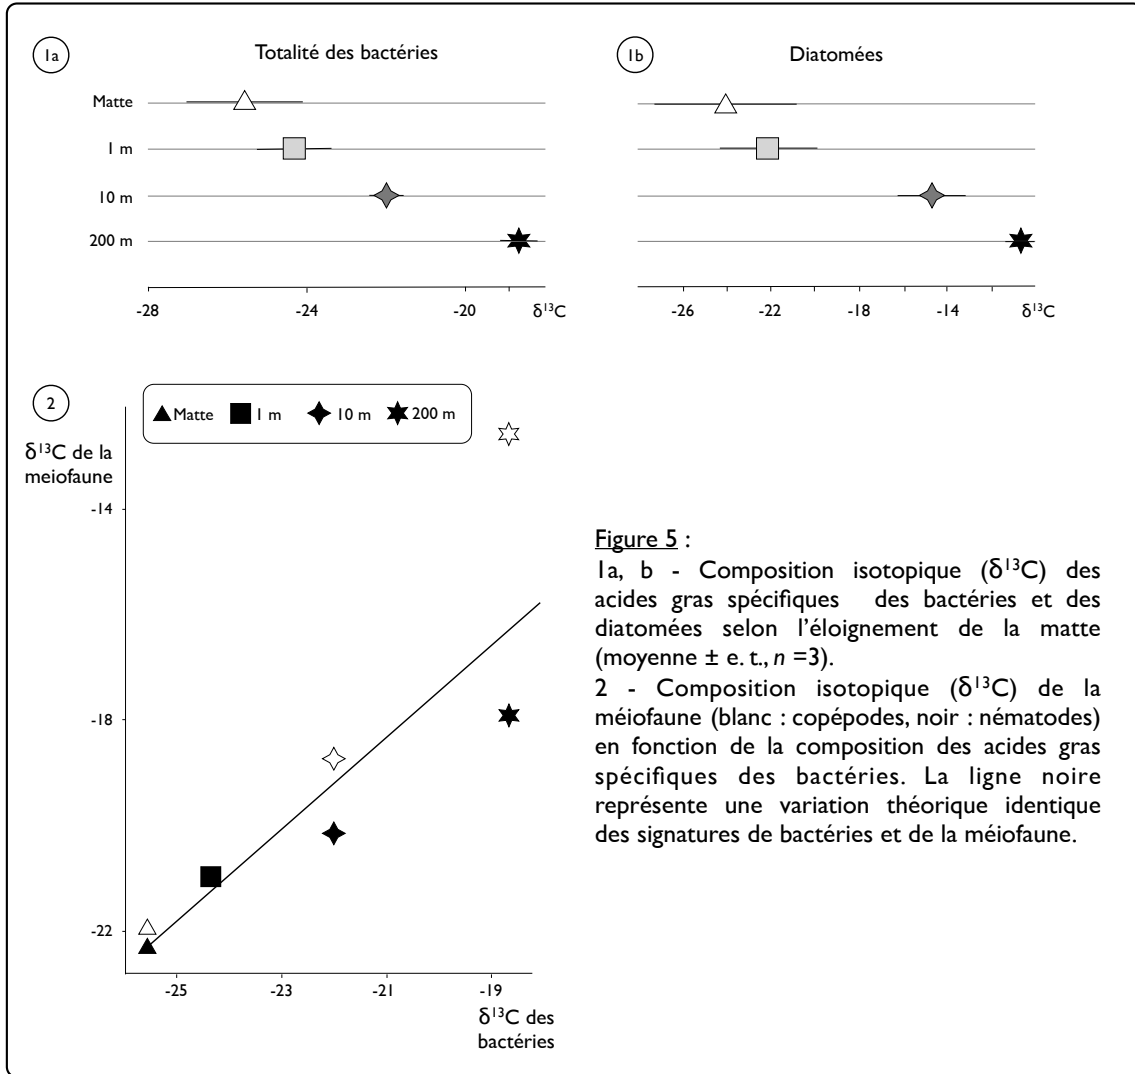 1a
Totalité des bactéries
Matte
1 m
10 m
200 m
-28
-24
-20
δ¹³C
1b
Diatomées
-26
-22
-18
-14
δ¹³C
2
Matte
1 m
10 m
200 m
δ¹³C de la
meiofaune
-14
-18
-22
-25
-23
-21
-19
δ¹³C des
bactéries
Figure 5 :
1a, b - Composition isotopique (δ¹³C) des
acides gras spécifiques des bactéries et des
diatomées selon l'éloignement de la matte
(moyenne ± e. t., n =3).
2 - Composition isotopique (δ¹³C) de la
méiofaune (blanc : copépodes, noir : nématodes)
en fonction de la composition des acides gras
spécifiques des bactéries. La ligne noire
représente une variation théorique identique
des signatures de bactéries et de la méiofaune.